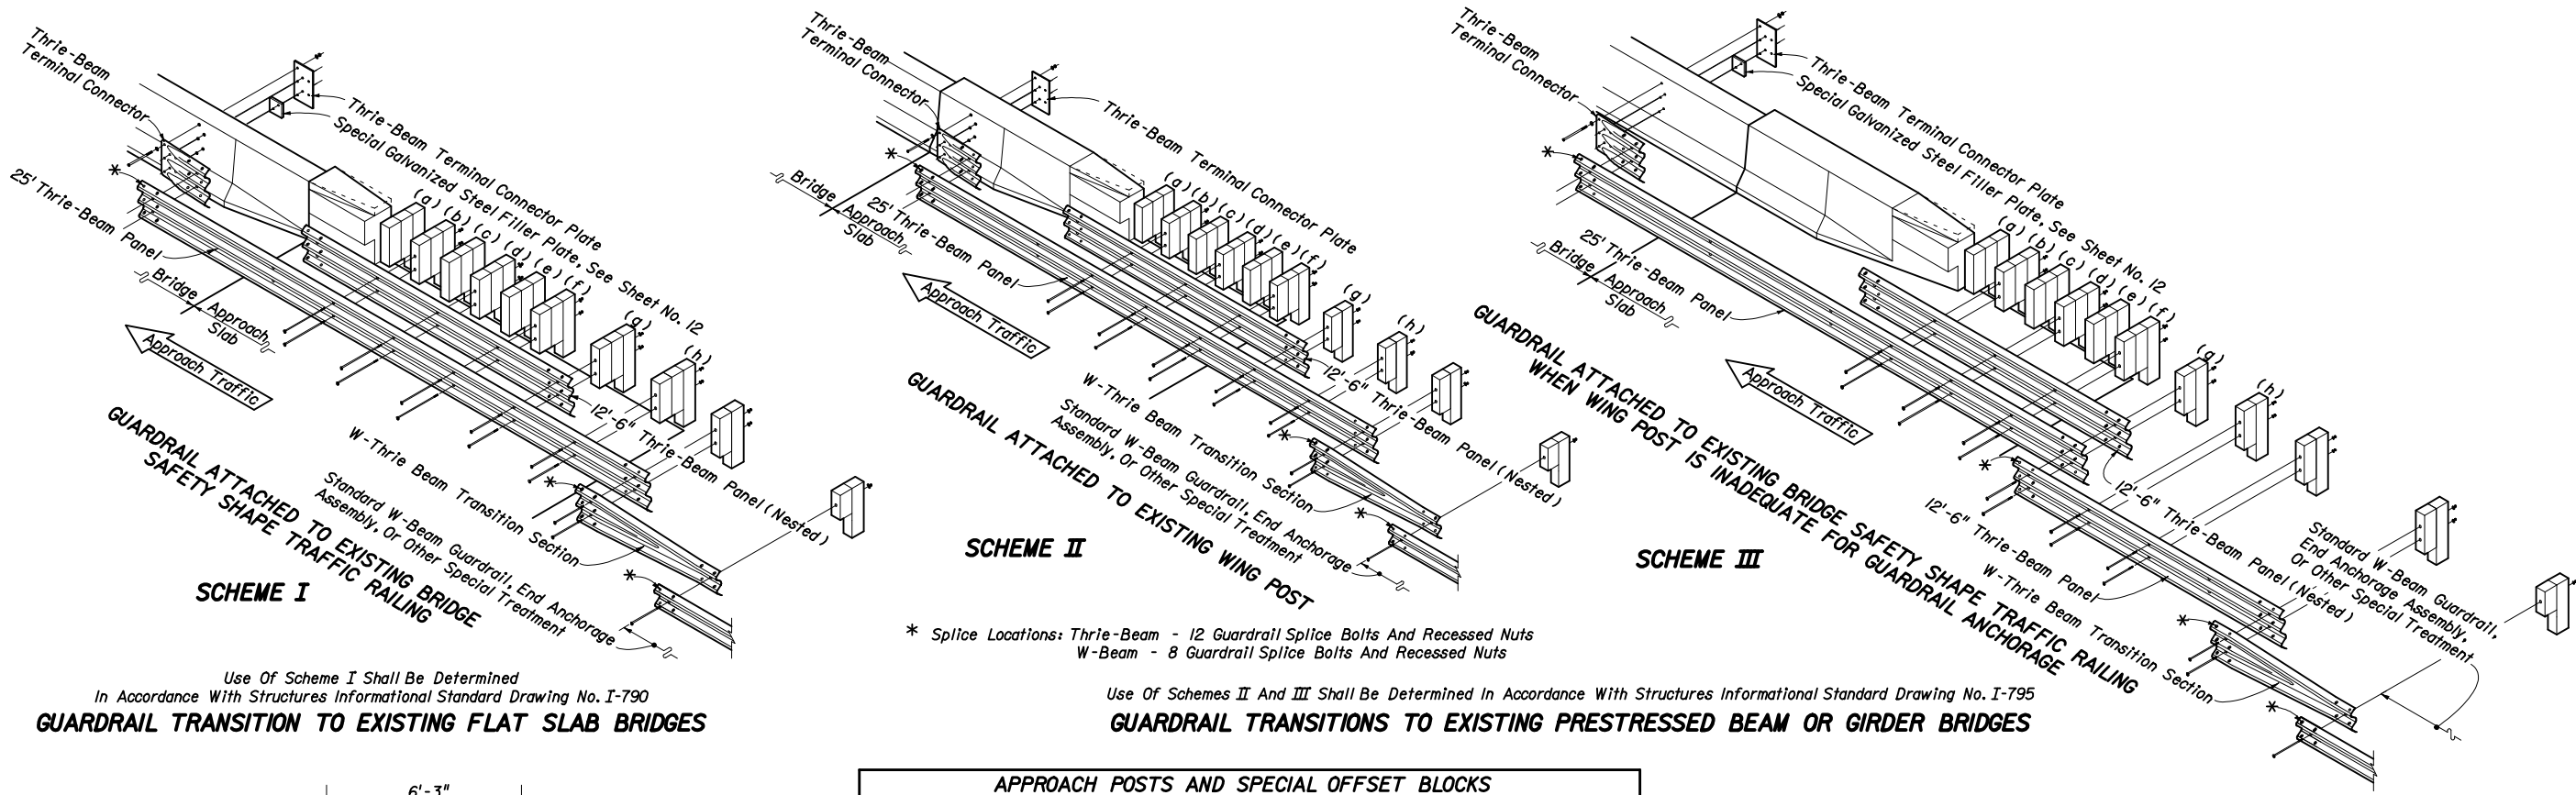 Thrie-Beam
Terminal Connector
Thrie-Beam Terminal Connector Plate
Special Galvanized Steel Filler Plate, See Sheet No. 12
25' Thrie-Beam Panel
(a) (b) (c) (d) (e) (f)
(g)
(h)
*
Bridge Approach
Slab
Approach Traffic
12'-6" Thrie-Beam Panel (Nested)
W-Thrie Beam Transition Section
*
Standard W-Beam Guardrail, End Anchorage
Assembly, Or Other Special Treatment
*
GUARDRAIL ATTACHED TO EXISTING BRIDGE
SAFETY SHAPE TRAFFIC RAILING
SCHEME I
Use Of Scheme I Shall Be Determined
In Accordance With Structures Informational Standard Drawing No. I-790
GUARDRAIL TRANSITION TO EXISTING FLAT SLAB BRIDGES
Thrie-Beam
Terminal Connector
Thrie-Beam Terminal Connector Plate
*
Bridge Approach
Slab
25' Thrie-Beam Panel
(a) (b) (c) (d) (e) (f)
(g)
(h)
Approach Traffic
12'-6" Thrie-Beam Panel (Nested)
W-Thrie Beam Transition Section
*
Standard W-Beam Guardrail, End Anchorage
Assembly, Or Other Special Treatment
*
GUARDRAIL ATTACHED TO EXISTING WING POST
SCHEME II
* Splice Locations: Thrie-Beam - 12 Guardrail Splice Bolts And Recessed Nuts
W-Beam - 8 Guardrail Splice Bolts And Recessed Nuts
Thrie-Beam
Terminal Connector
Thrie-Beam Terminal Connector Plate
Special Galvanized Steel Filler Plate, See Sheet No. 12
*
Bridge Approach
Slab
25' Thrie-Beam Panel
(a) (b) (c) (d) (e) (f)
(g)
(h)
Approach Traffic
*
12'-6" Thrie-Beam Panel (Nested)
12'-6" Thrie-Beam Panel
W-Thrie Beam Transition Section
*
Standard W-Beam Guardrail,
End Anchorage Assembly,
Or Other Special Treatment
*
GUARDRAIL ATTACHED TO EXISTING BRIDGE SAFETY SHAPE TRAFFIC RAILING
WHEN WING POST IS INADEQUATE FOR GUARDRAIL ANCHORAGE
SCHEME III
Use Of Schemes II And III Shall Be Determined In Accordance With Structures Informational Standard Drawing No. I-795
GUARDRAIL TRANSITIONS TO EXISTING PRESTRESSED BEAM OR GIRDER BRIDGES
6'-3"
APPROACH POSTS AND SPECIAL OFFSET BLOCKS